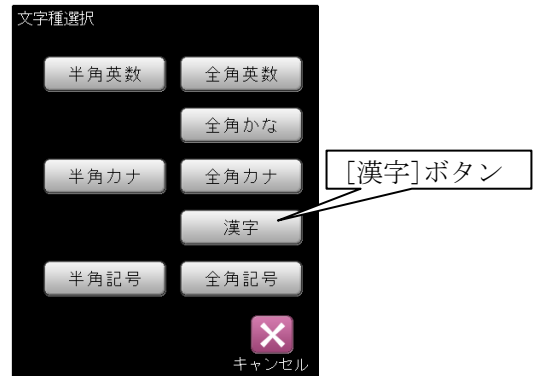 文字種選択
半角英数 全角英数
全角かな
半角カナ 全角カナ
[漢字]ボタン
漢字
半角記号 全角記号
キャンセル